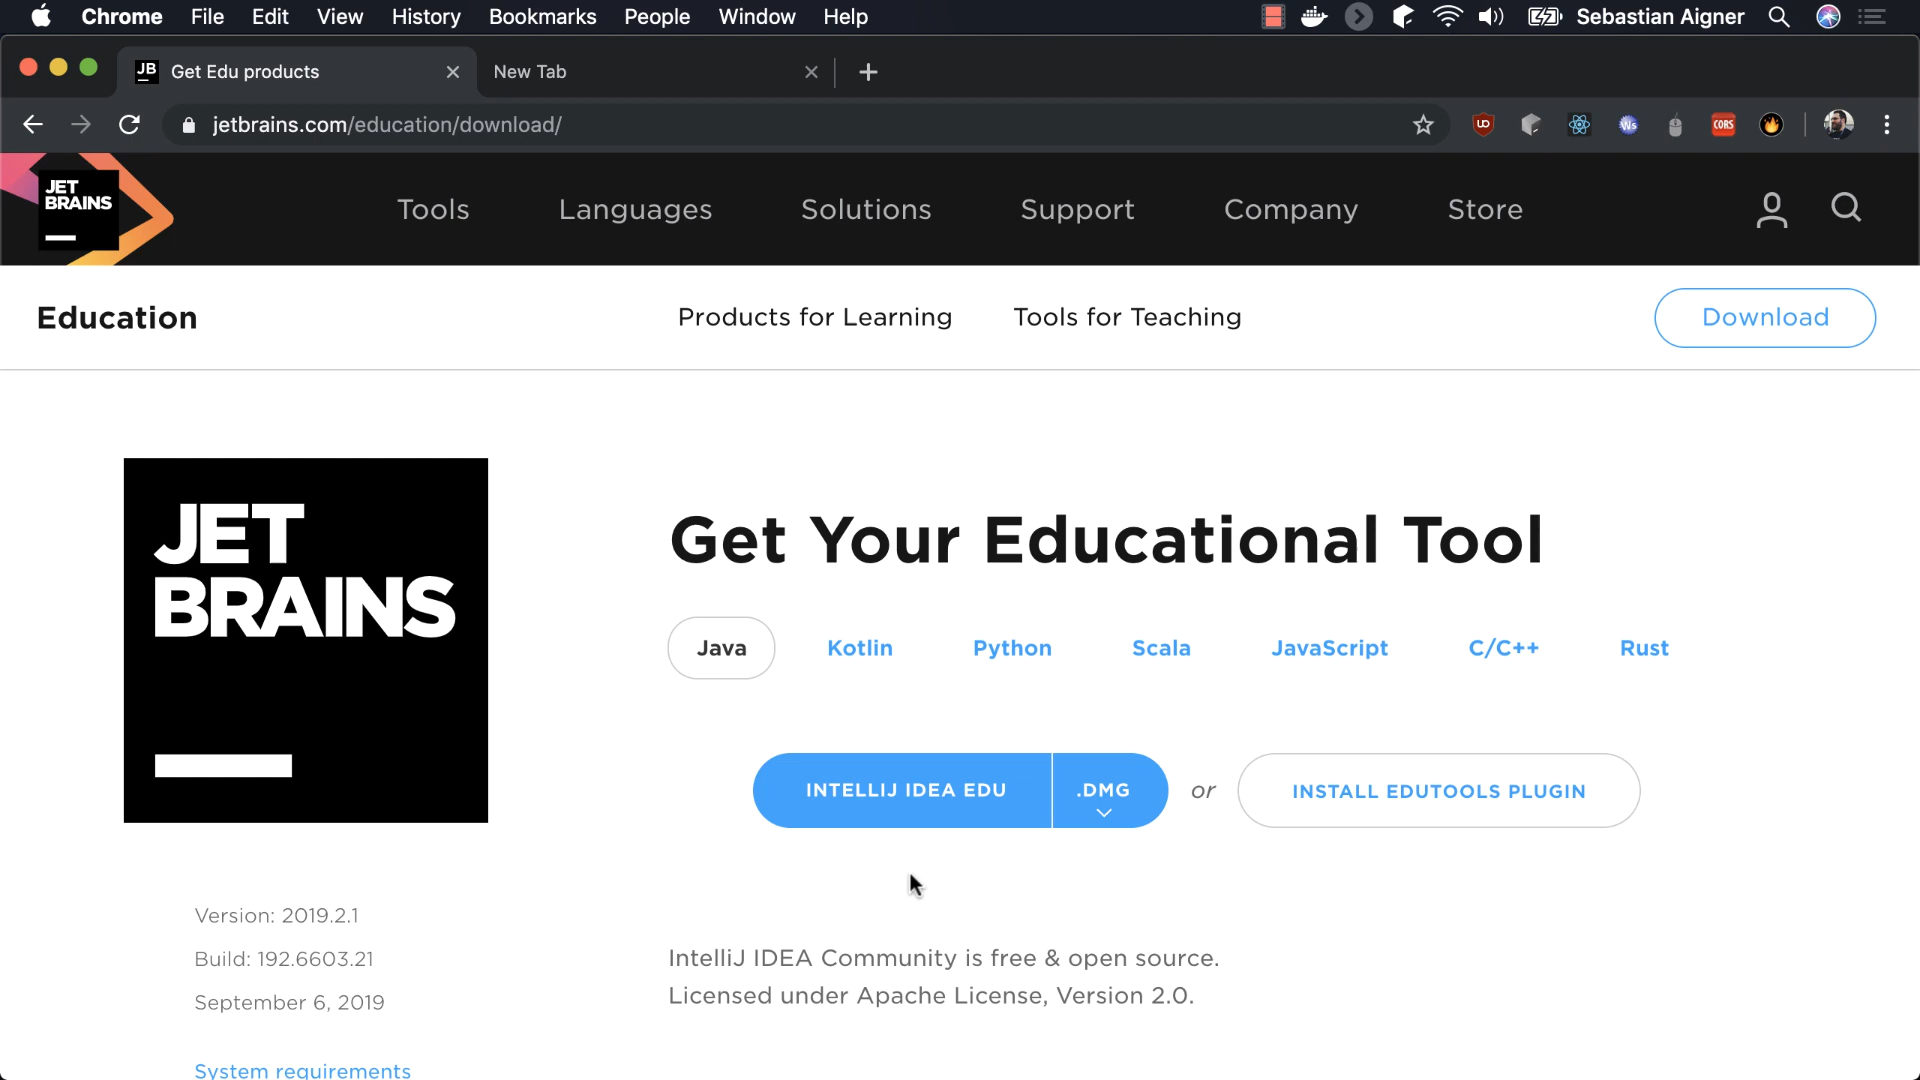 Chrome File Edit View History Bookmarks People Window Help Sebastian Aigner
JB Get Edu products New Tab
jetbrains.com/education/download/ UO Ws CORS
JET
BRAINS
Tools Languages Solutions Support Company Store
Education Products for Learning Tools for Teaching Download
JET
BRAINS
Get Your Educational Tool
Java Kotlin Python Scala JavaScript C/C++ Rust
INTELLIJ IDEA EDU .DMG or INSTALL EDUTOOLS PLUGIN
Version: 2019.2.1
Build: 192.6603.21
September 6, 2019
System requirements
IntelliJ IDEA Community is free & open source.
Licensed under Apache License, Version 2.0.